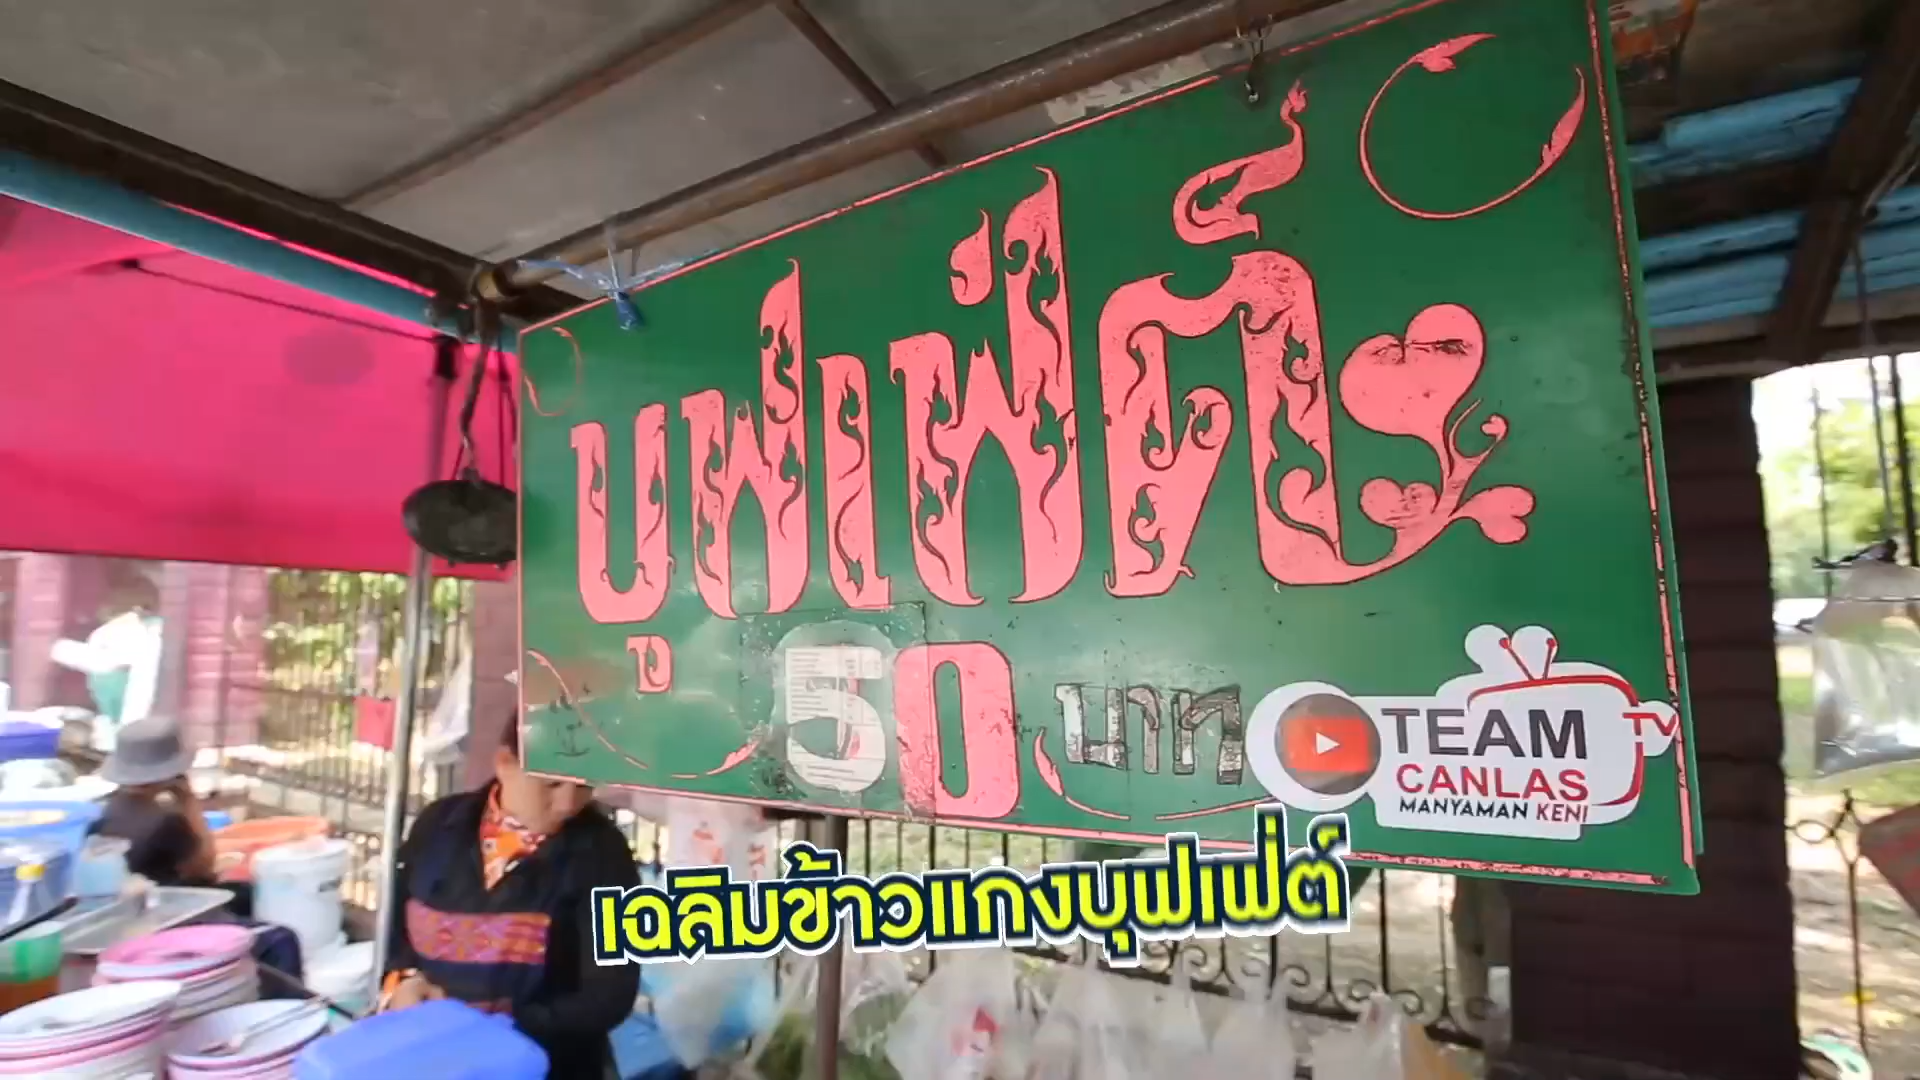 บุฟเฟ่ต์
50 บาท
TEAM TV
CANLAS
MANYAMAN KENI
เฉลิมข้าวแกงบุฟเฟ่ต์